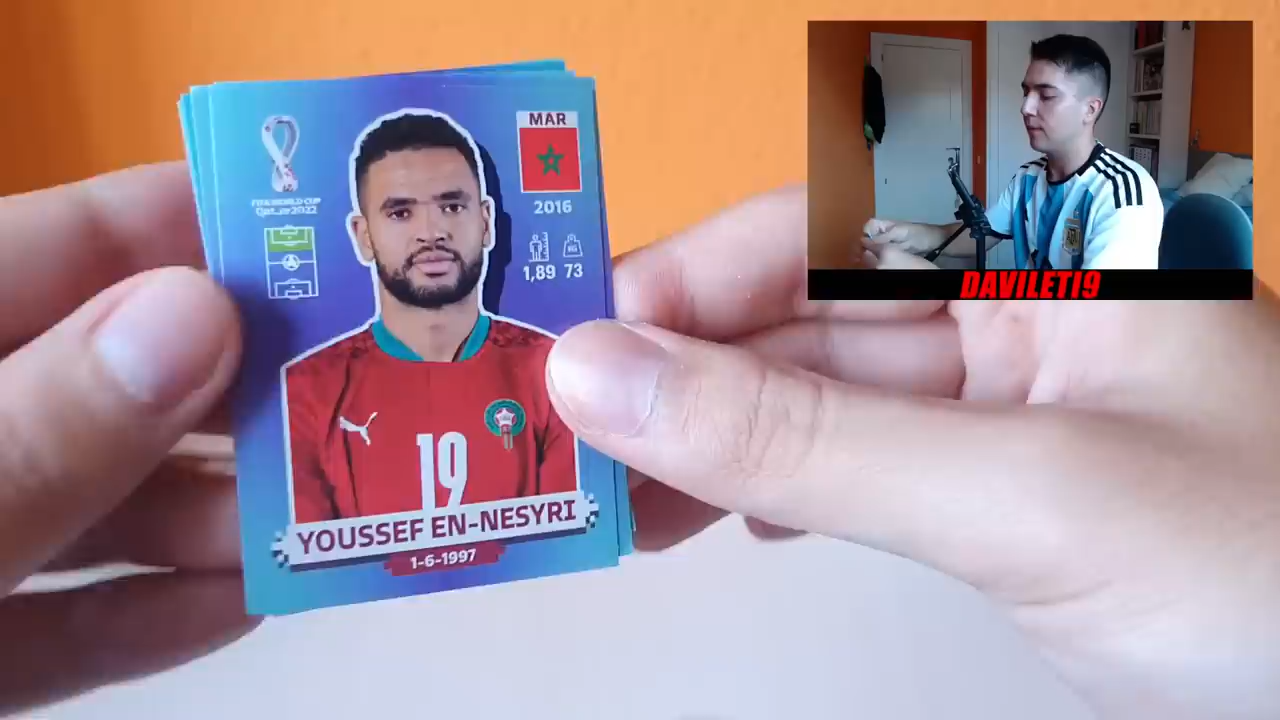 MAR
FIFA WORLD CUP
Qatar2022
2016
1,89 73
19
YOUSSEF EN-NESYRI
1-6-1997
DAVILETI9